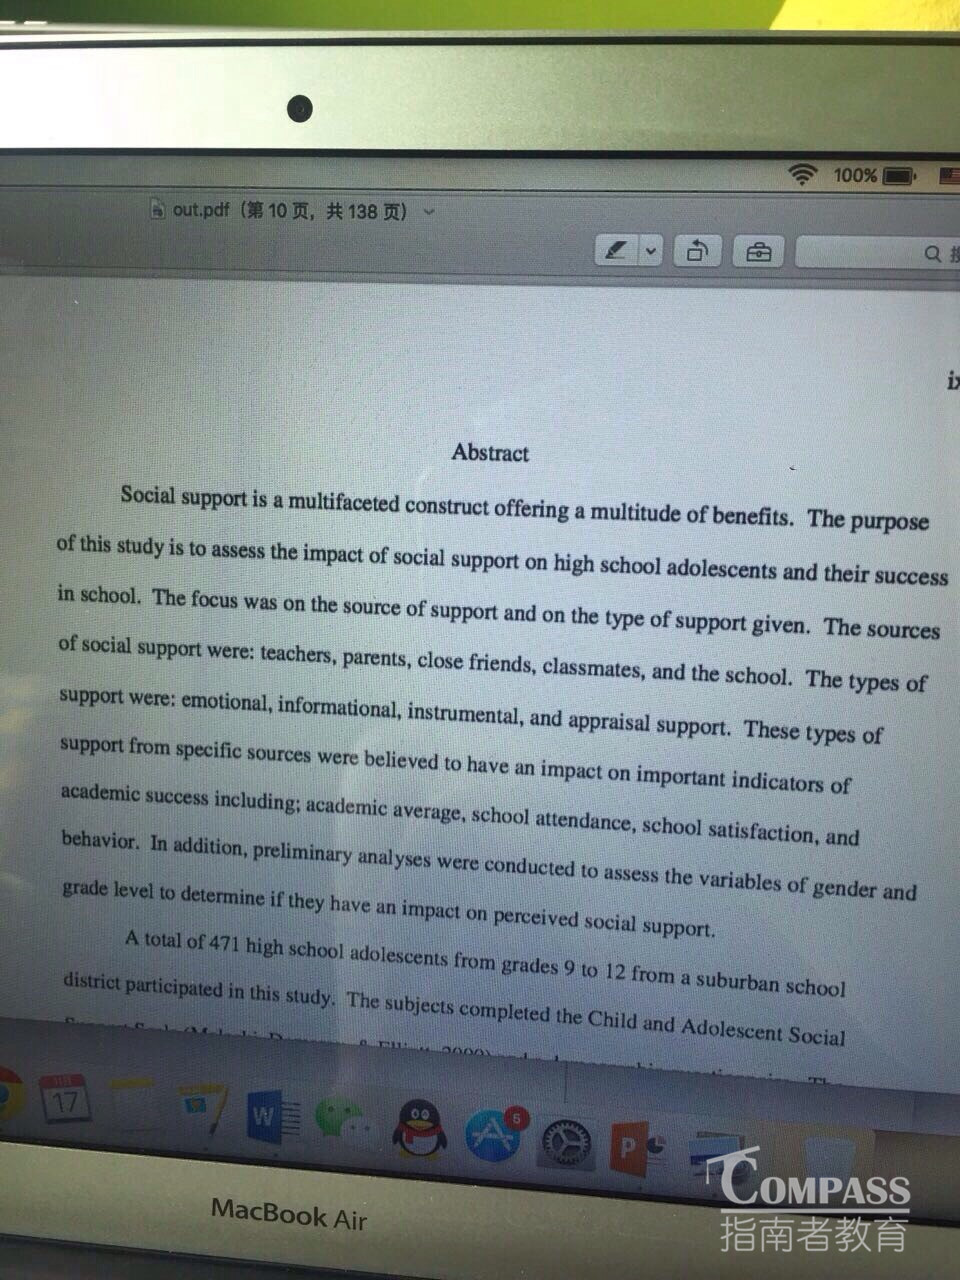 100%
out.pdf（第 10 页，共 138 页）
ix
Abstract
Social support is a multifaceted construct offering a multitude of benefits. The purpose
of this study is to assess the impact of social support on high school adolescents and their success
in school. The focus was on the source of support and on the type of support given. The sources
of social support were: teachers, parents, close friends, classmates, and the school. The types of
support were: emotional, informational, instrumental, and appraisal support. These types of
support from specific sources were believed to have an impact on important indicators of
academic success including; academic average, school attendance, school satisfaction, and
behavior. In addition, preliminary analyses were conducted to assess the variables of gender and
grade level to determine if they have an impact on perceived social support.
A total of 471 high school adolescents from grades 9 to 12 from a suburban school
district participated in this study. The subjects completed the Child and Adolescent Social
17
W
5
P
MacBook Air
COMPASS
指南者教育